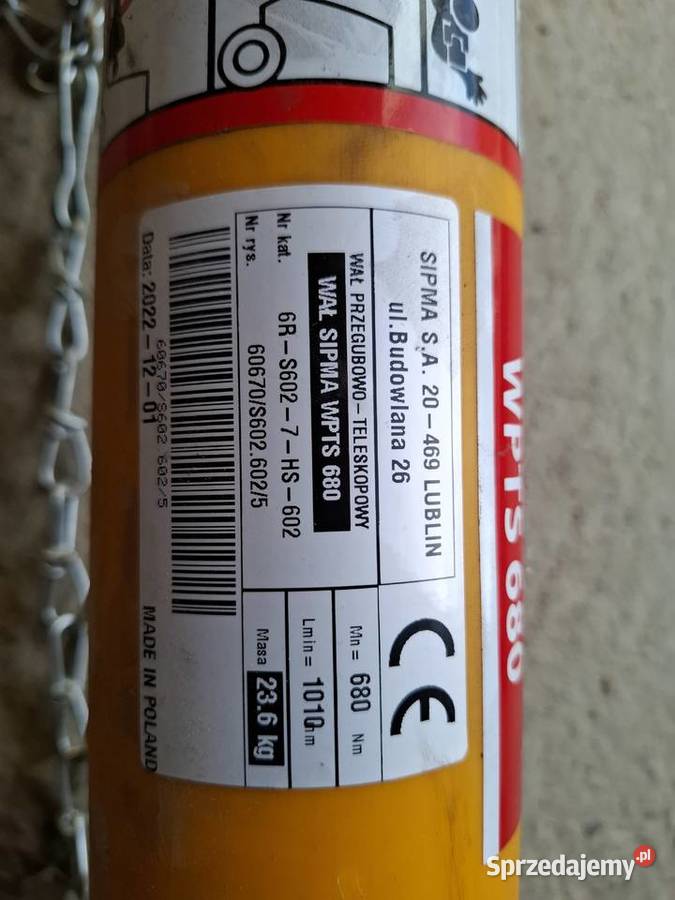 WPTS 680
SIPMA S.A. 20-469 LUBLIN
ul.Budowlana 26
WAŁ PRZEGUBOWO-TELESKOPOWY
WAŁ SIPMA WPTS 680
Nr kat. 6R-S602-7-HS-602
Nr rys. 60670/S602.602/5
CE
Mn = 680 Nm
Lmin = 1010 mm
Masa 23.6 kg
60670/S602 602/5
Data: 2022-12-01
MADE IN POLAND
Sprzedajemy.pl